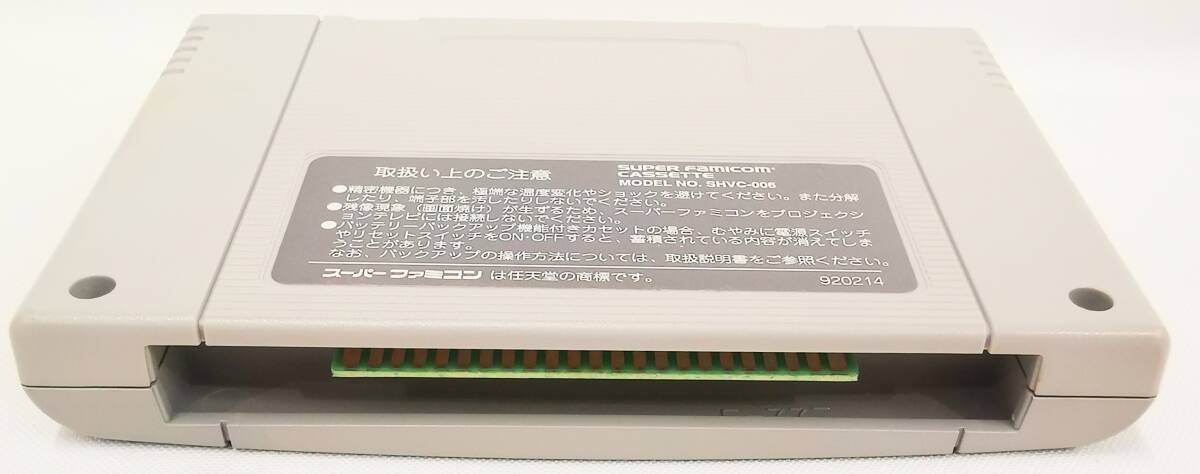 取扱い上のご注意
SUPER Famicom®
CASSETTE
MODEL NO. SHVC-006
●精密機器につき、極端な温度変化やショックを避けてください。また分解
したり、端子部を汚したりしないでください。
●残像現象（画面焼け）が生ずるため、スーパーファミコンをプロジェクシ
ョンテレビには接続しないでください。
●バッテリーバックアップ機能付きカセットの場合、むやみに電源スイッチ
やリセットスイッチをON・OFFすると、蓄積されている内容が消えてしま
うことがあります。
なお、バックアップの操作方法については、取扱説明書をご参照ください。
スーパーファミコン は任天堂の商標です。
920214